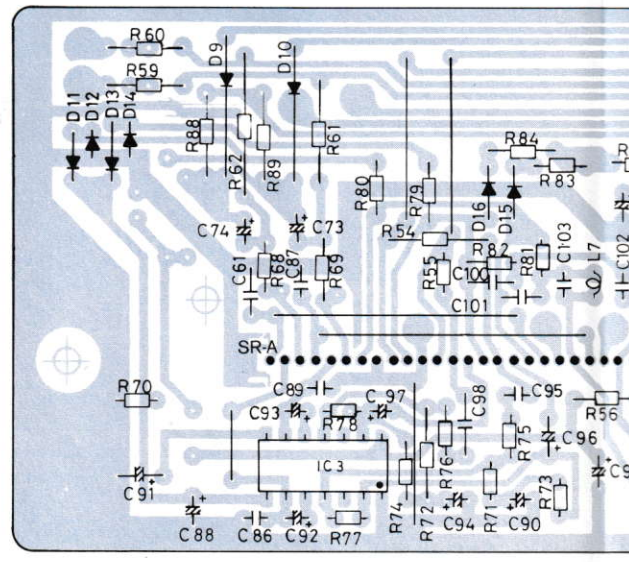 R60
D9
D10
R59
D11
D12
D13
D14
R88
R62
R89
R61
R84
R83
R80
R79
D16
D15
C74
C73
R54
R82
R81
C103
L7
C102
C61
R68
C87
R69
R55
C100
C101
SR-A
R70
C89
C93
R78
C97
C98
C95
R56
C96
R76
R75
IC3
C91
C88
C86
C92
R77
R74
R72
C94
R71
C90
R73